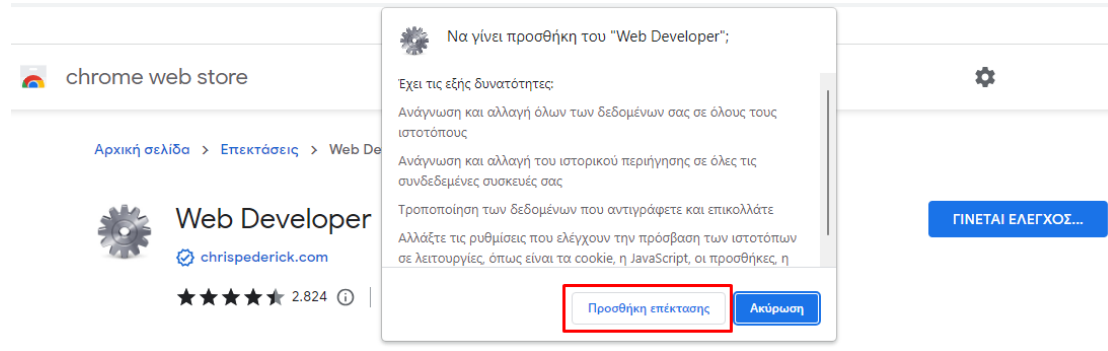 Να γίνει προσθήκη του "Web Developer";
chrome web store
Έχει τις εξής δυνατότητες:
Ανάγνωση και αλλαγή όλων των δεδομένων σας σε όλους τους
ιστοτόπους
Ανάγνωση και αλλαγή του ιστορικού περιήγησης σε όλες τις
συνδεδεμένες συσκευές σας
Τροποποίηση των δεδομένων που αντιγράφετε και επικολλάτε
Αλλάξτε τις ρυθμίσεις που ελέγχουν την πρόσβαση των ιστοτόπων
σε λειτουργίες, όπως είναι τα cookie, η JavaScript, οι προσθήκες, η
Προσθήκη επέκτασης
Ακύρωση
Αρχική σελίδα > Επεκτάσεις > Web De
Web Developer
chrispederick.com
2.824
ΓΙΝΕΤΑΙ ΕΛΕΓΧΟΣ...